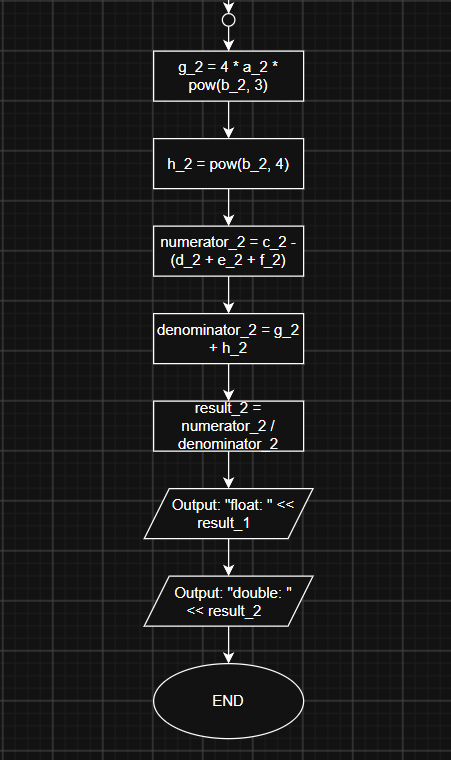 g_2 = 4 * a_2 *
pow(b_2, 3)
h_2 = pow(b_2, 4)
numerator_2 = c_2 -
(d_2 + e_2 + f_2)
denominator_2 = g_2
+ h_2
result_2 =
numerator_2 /
denominator_2
Output: "float: " <<
result_1
Output: "double: "
<< result_2
END